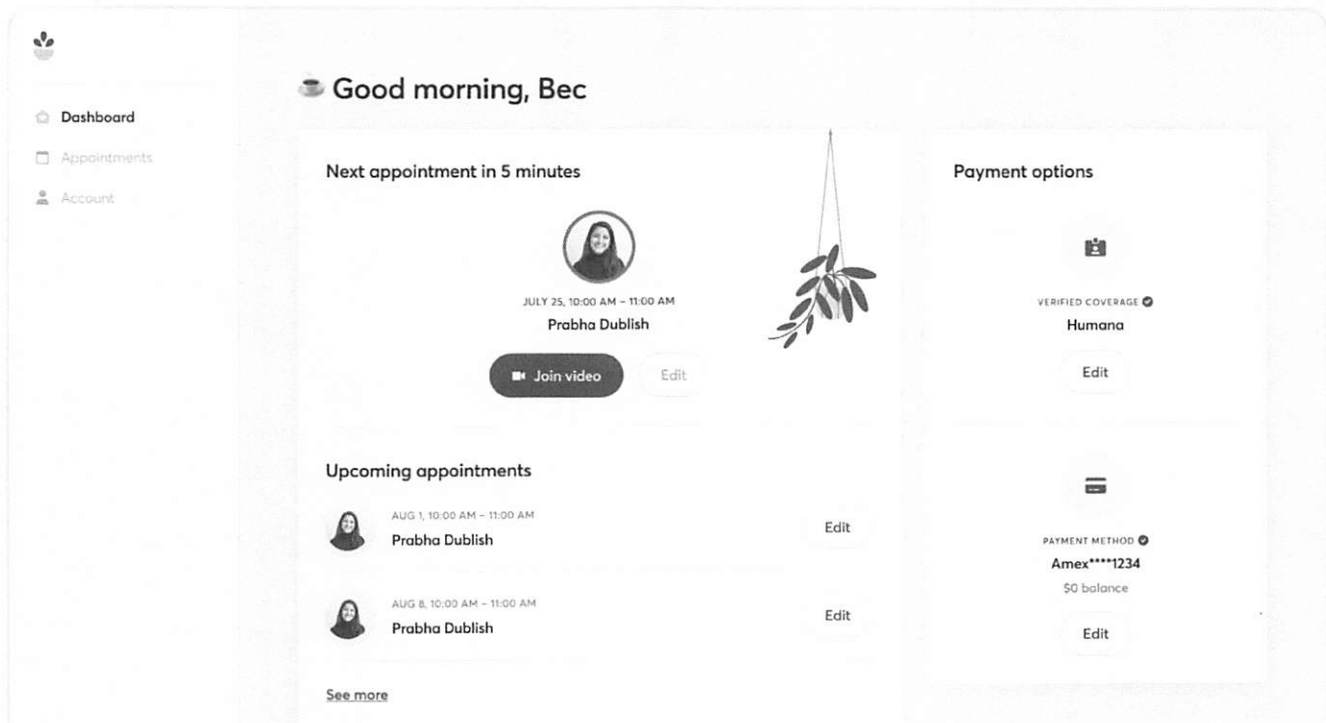 Dashboard
Appointments
Account
Good morning, Bec
Next appointment in 5 minutes
JULY 25, 10:00 AM – 11:00 AM
Prabha Dublish
Join video
Edit
Upcoming appointments
AUG 1, 10:00 AM – 11:00 AM
Prabha Dublish
Edit
AUG 8, 10:00 AM – 11:00 AM
Prabha Dublish
Edit
See more
Payment options
VERIFIED COVERAGE
Humana
Edit
PAYMENT METHOD
Amex****1234
$0 balance
Edit